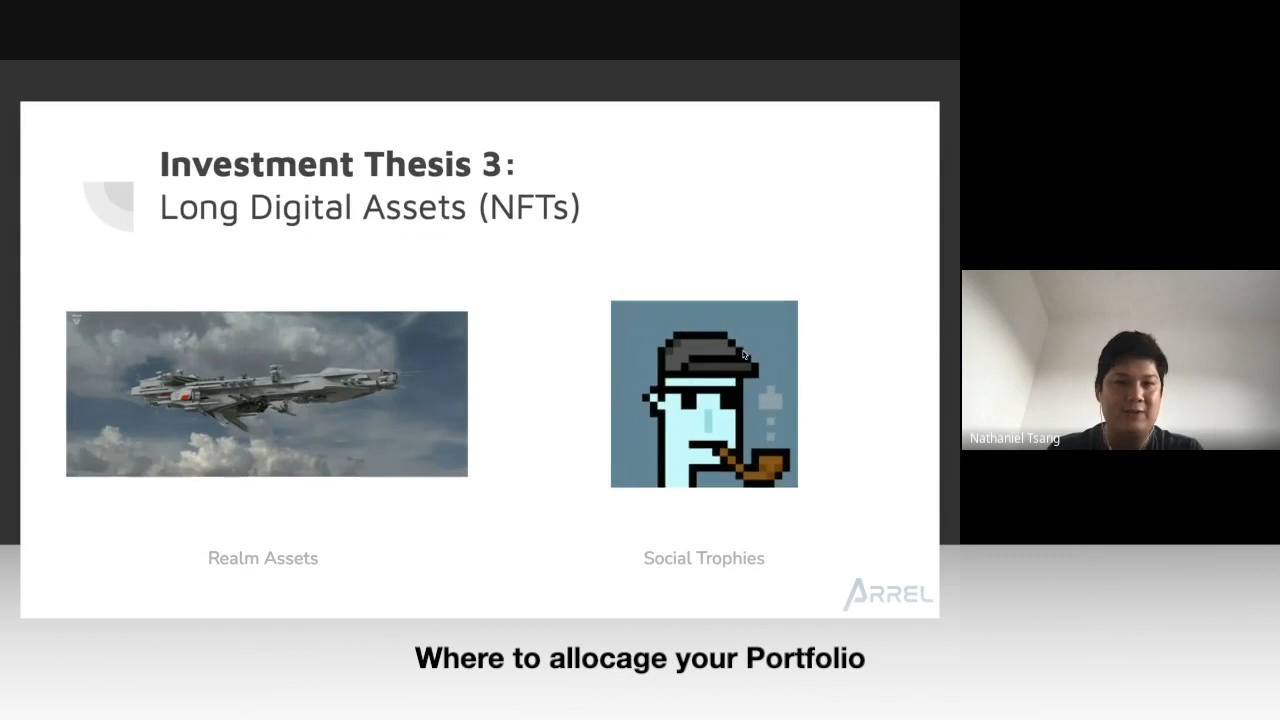 Investment Thesis 3:
Long Digital Assets (NFTs)
Realm Assets
Social Trophies
ARREL
Nathaniel Tsang
Where to allocage your Portfolio